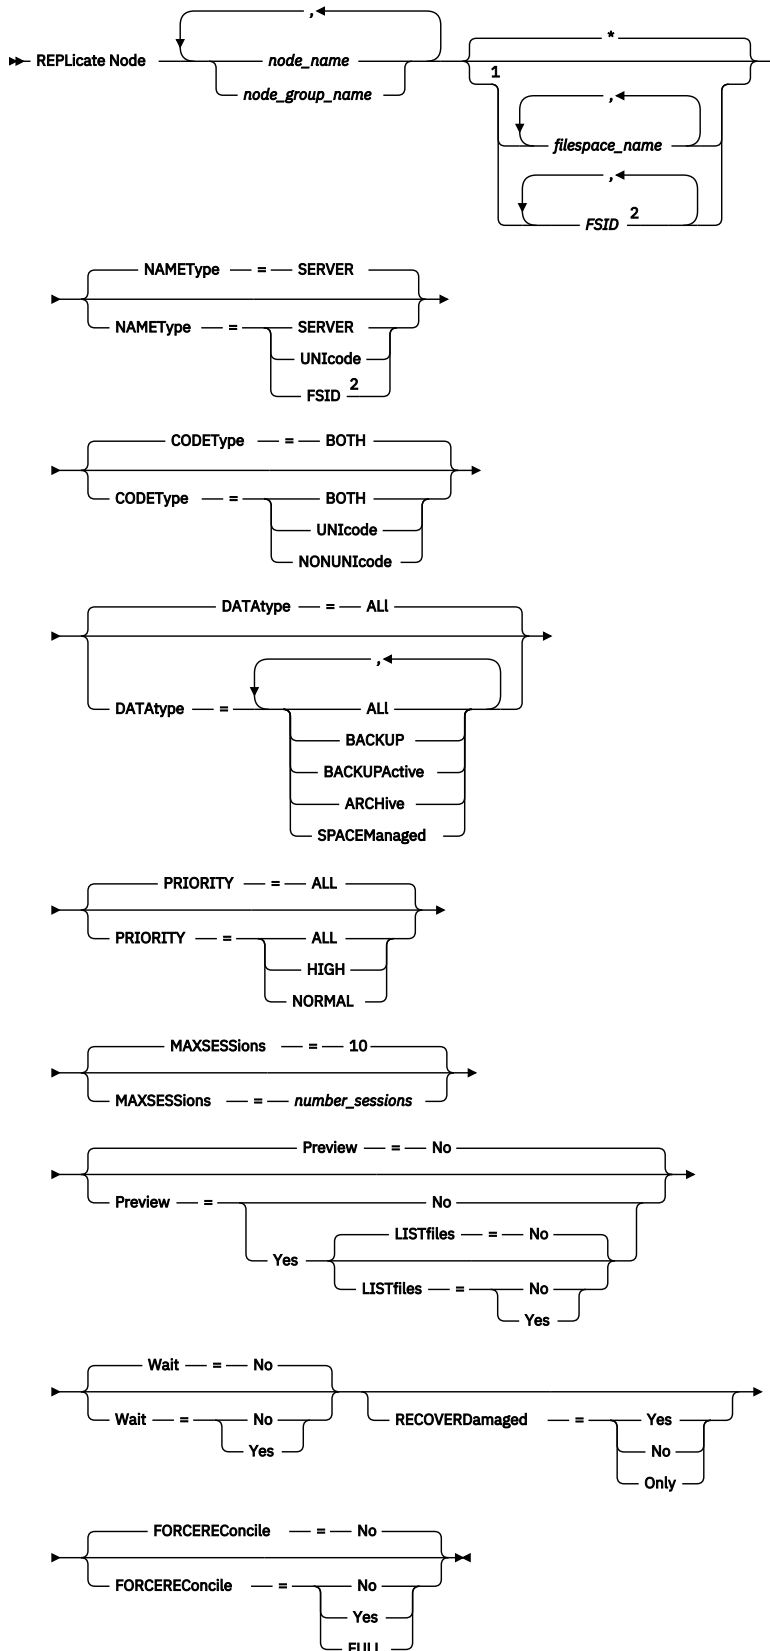 ,
*
REPLicate Node node_name
1
node_group_name
,
filespace_name
,
FSID 2
NAMEType = SERVER
NAMEType = SERVER
UNIcode
FSID 2
CODEType = BOTH
CODEType = BOTH
UNIcode
NONUNIcode
DATAtype = ALl
,
DATAtype = ALl
BACKUP
BACKUPActive
ARCHive
SPACEManaged
PRIORITY = ALL
PRIORITY = ALL
HIGH
NORMAL
MAXSESSions = 10
MAXSESSions = number_sessions
Preview = No
Preview = No
LISTfiles = No
Yes
LISTfiles = No
Yes
Wait = No
Wait = No RECOVERDamaged = Yes
Yes No
Only
FORCEREConcile = No
FORCEREConcile = No
Yes
FULL